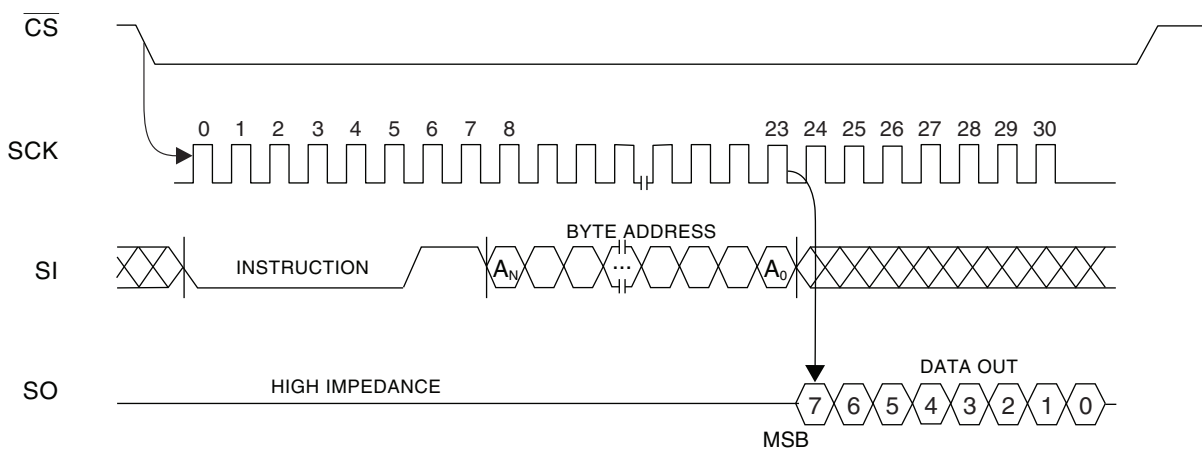 CS
0 1 2 3 4 5 6 7 8 23 24 25 26 27 28 29 30
SCK
BYTE ADDRESS
SI INSTRUCTION AN ... A0
HIGH IMPEDANCE DATA OUT
SO 7 6 5 4 3 2 1 0
MSB